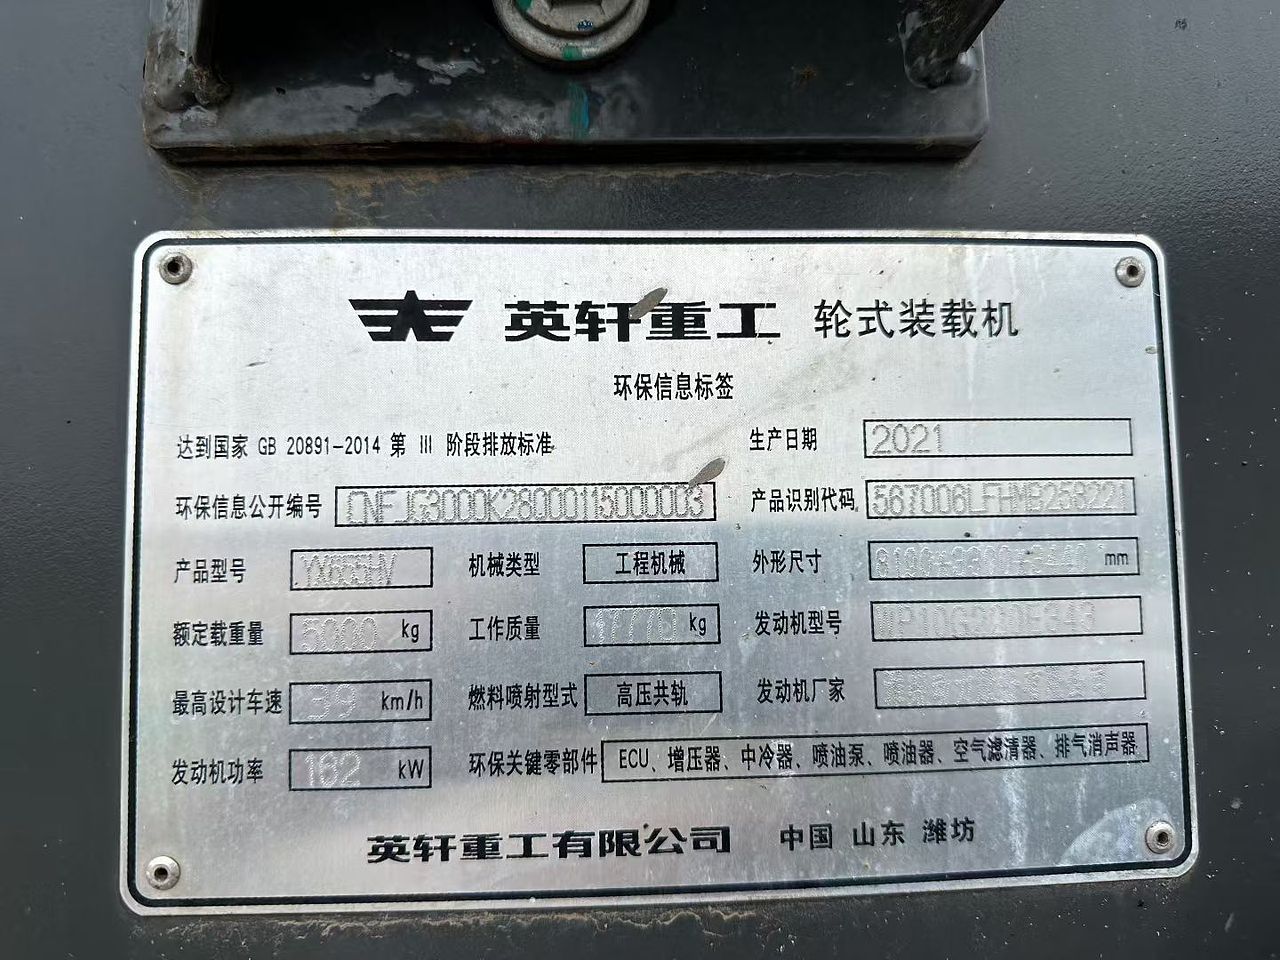 英轩重工 轮式装载机
环保信息标签
达到国家 GB 20891-2014 第 III 阶段排放标准 生产日期 2021
环保信息公开编号 CNFJG3000K28000115000003 产品识别代码 567006LFHMB258221
产品型号 YX655HV 机械类型 工程机械 外形尺寸 mm
额定载重量 5000 kg 工作质量 kg 发动机型号 WP10G220E343
最高设计车速 39 km/h 燃料喷射型式 高压共轨 发动机厂家
发动机功率 162 kW 环保关键零部件 ECU、增压器、中冷器、喷油泵、喷油器、空气滤清器、排气消声器
英轩重工有限公司 中国 山东 潍坊